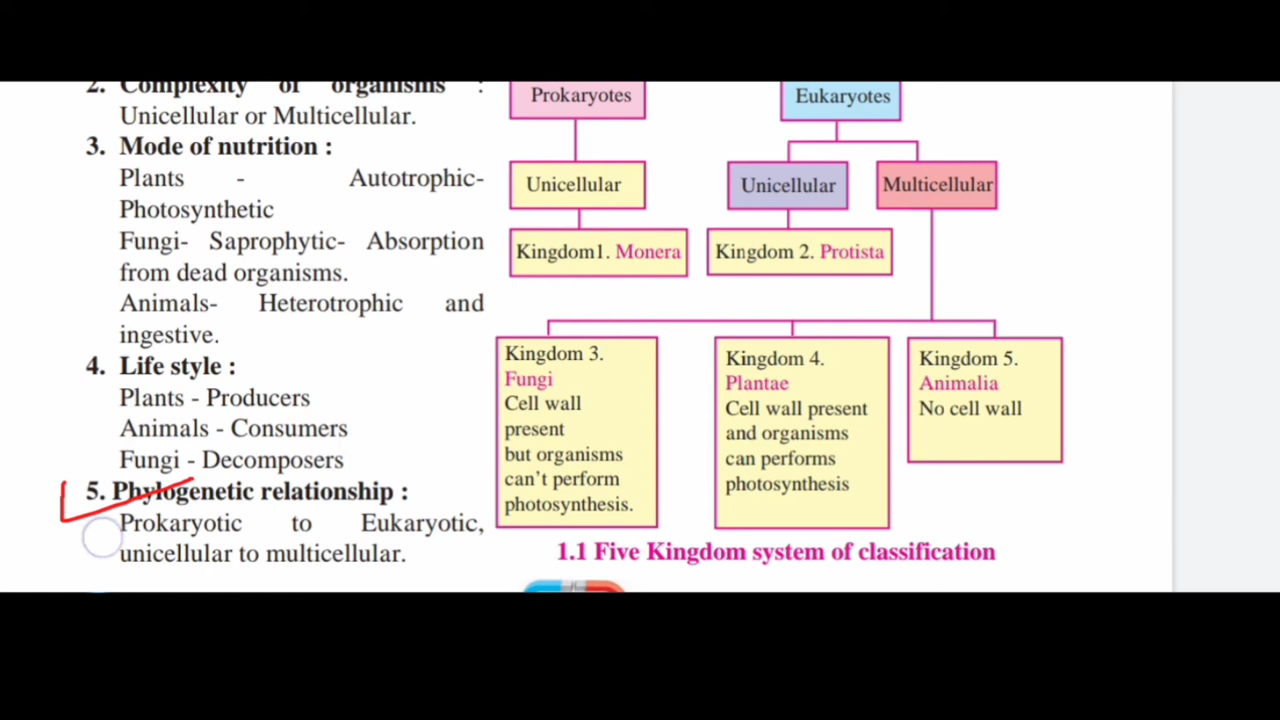 2. Complexity of organisms :
Unicellular or Multicellular.
3. Mode of nutrition :
Plants - Autotrophic-
Photosynthetic
Fungi- Saprophytic- Absorption
from dead organisms.
Animals- Heterotrophic and
ingestive.
4. Life style :
Plants - Producers
Animals - Consumers
Fungi - Decomposers
5. Phylogenetic relationship :
Prokaryotic to Eukaryotic,
unicellular to multicellular.
Prokaryotes
Eukaryotes
Unicellular
Unicellular
Multicellular
Kingdom1. Monera
Kingdom 2. Protista
Kingdom 3.
Fungi
Cell wall
present
but organisms
can't perform
photosynthesis.
Kingdom 4.
Plantae
Cell wall present
and organisms
can performs
photosynthesis
Kingdom 5.
Animalia
No cell wall
1.1 Five Kingdom system of classification